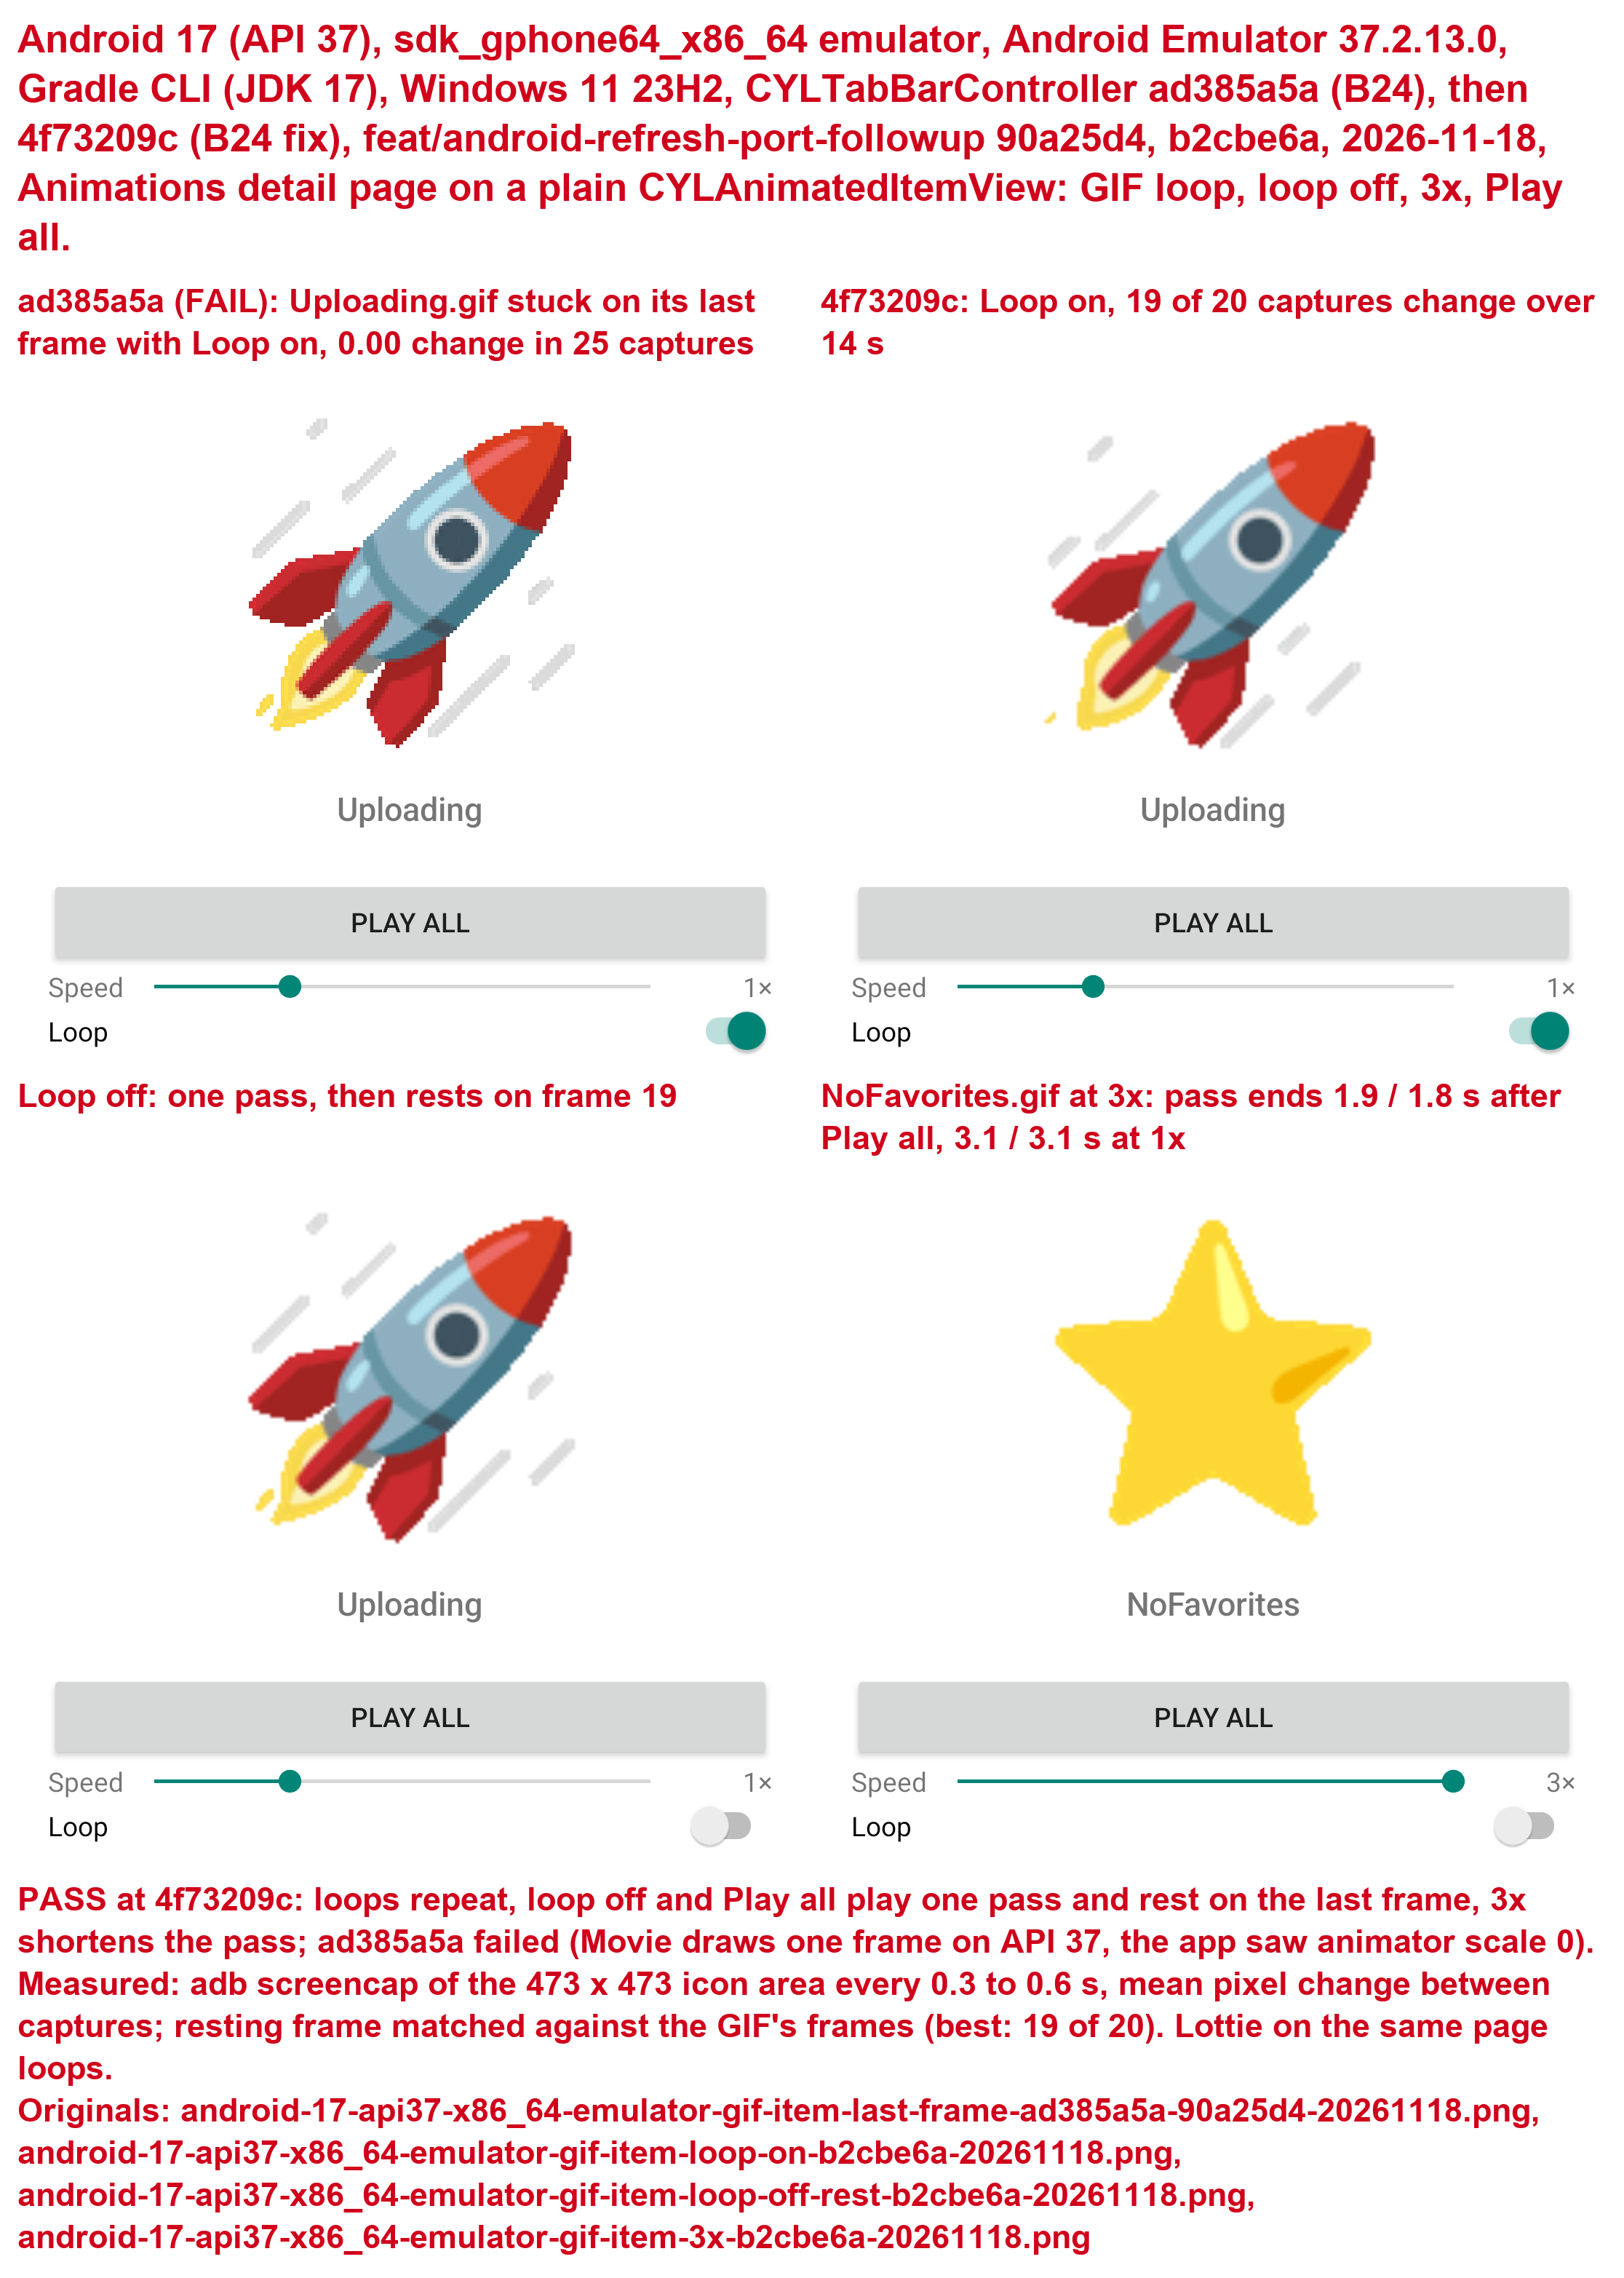 Android 17 (API 37), sdk_gphone64_x86_64 emulator, Android Emulator 37.2.13.0,
Gradle CLI (JDK 17), Windows 11 23H2, CYLTabBarController ad385a5a (B24), then
4f73209c (B24 fix), feat/android-refresh-port-followup 90a25d4, b2cbe6a, 2026-11-18,
Animations detail page on a plain CYLAnimatedItemView: GIF loop, loop off, 3x, Play
all.
ad385a5a (FAIL): Uploading.gif stuck on its last
frame with Loop on, 0.00 change in 25 captures
4f73209c: Loop on, 19 of 20 captures change over
14 s
Uploading
Uploading
PLAY ALL
PLAY ALL
Speed 1×
Speed 1×
Loop
Loop
Loop off: one pass, then rests on frame 19
NoFavorites.gif at 3x: pass ends 1.9 / 1.8 s after
Play all, 3.1 / 3.1 s at 1x
Uploading
NoFavorites
PLAY ALL
PLAY ALL
Speed 1×
Speed 3×
Loop
Loop
PASS at 4f73209c: loops repeat, loop off and Play all play one pass and rest on the last frame, 3x
shortens the pass; ad385a5a failed (Movie draws one frame on API 37, the app saw animator scale 0).
Measured: adb screencap of the 473 x 473 icon area every 0.3 to 0.6 s, mean pixel change between
captures; resting frame matched against the GIF's frames (best: 19 of 20). Lottie on the same page
loops.
Originals: android-17-api37-x86_64-emulator-gif-item-last-frame-ad385a5a-90a25d4-20261118.png,
android-17-api37-x86_64-emulator-gif-item-loop-on-b2cbe6a-20261118.png,
android-17-api37-x86_64-emulator-gif-item-loop-off-rest-b2cbe6a-20261118.png,
android-17-api37-x86_64-emulator-gif-item-3x-b2cbe6a-20261118.png